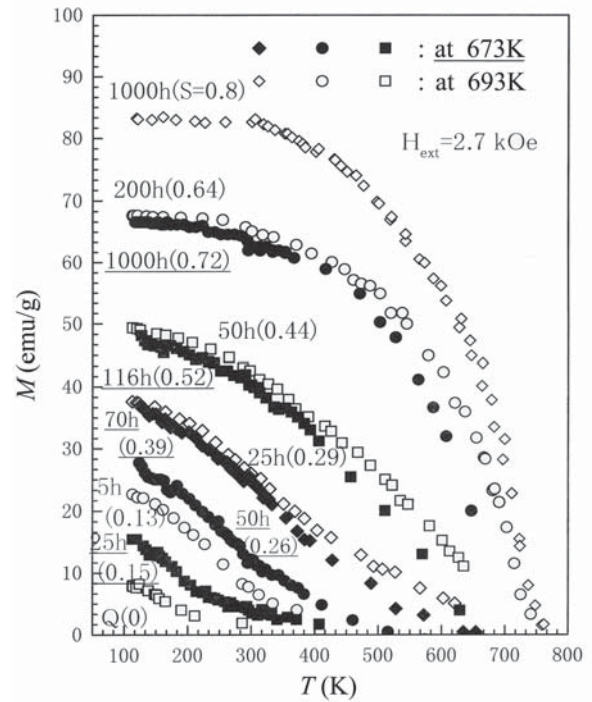 100
90
80
70
60
50
40
30
20
10
0
M (emu/g)
: at 673K
: at 693K
H_ext=2.7 kOe
1000h(S=0.8)
200h(0.64)
1000h(0.72)
50h(0.44)
116h(0.52)
70h
(0.39)
25h(0.29)
5h
(0.13)
50h
(0.26)
25h
(0.15)
Q(0)
100 200 300 400 500 600 700 800
T (K)